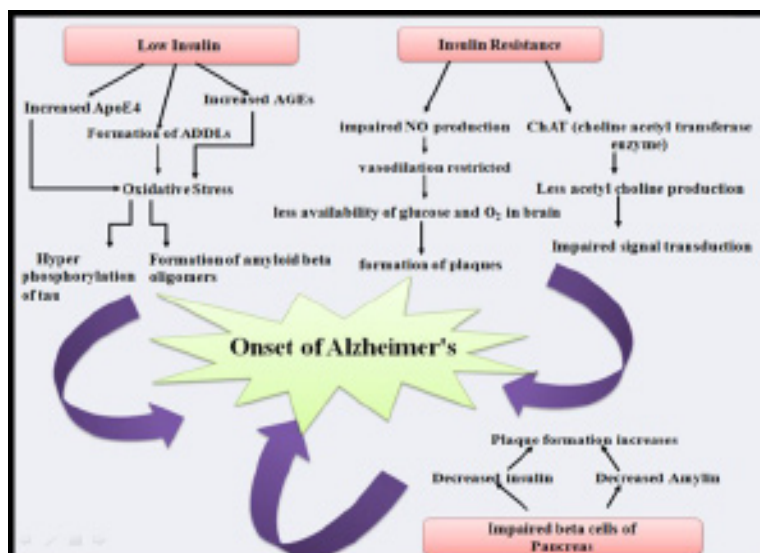 Low Insulin
Insulin Resistance
Increased ApoE4
Increased AGEs
Formation of ADDLs
Oxidative Stress
Hyper
phosphorylation
of tau
Formation of amyloid beta
oligomers
impaired NO production
vasodilation restricted
less availability of glucose and O₂ in brain
formation of plaques
ChAT (choline acetyl transferase
enzyme)
Less acetyl choline production
Impaired signal transduction
Onset of Alzheimer's
Plaque formation increases
Decreased insulin
Decreased Amylin
Impaired beta cells of
Pancreas